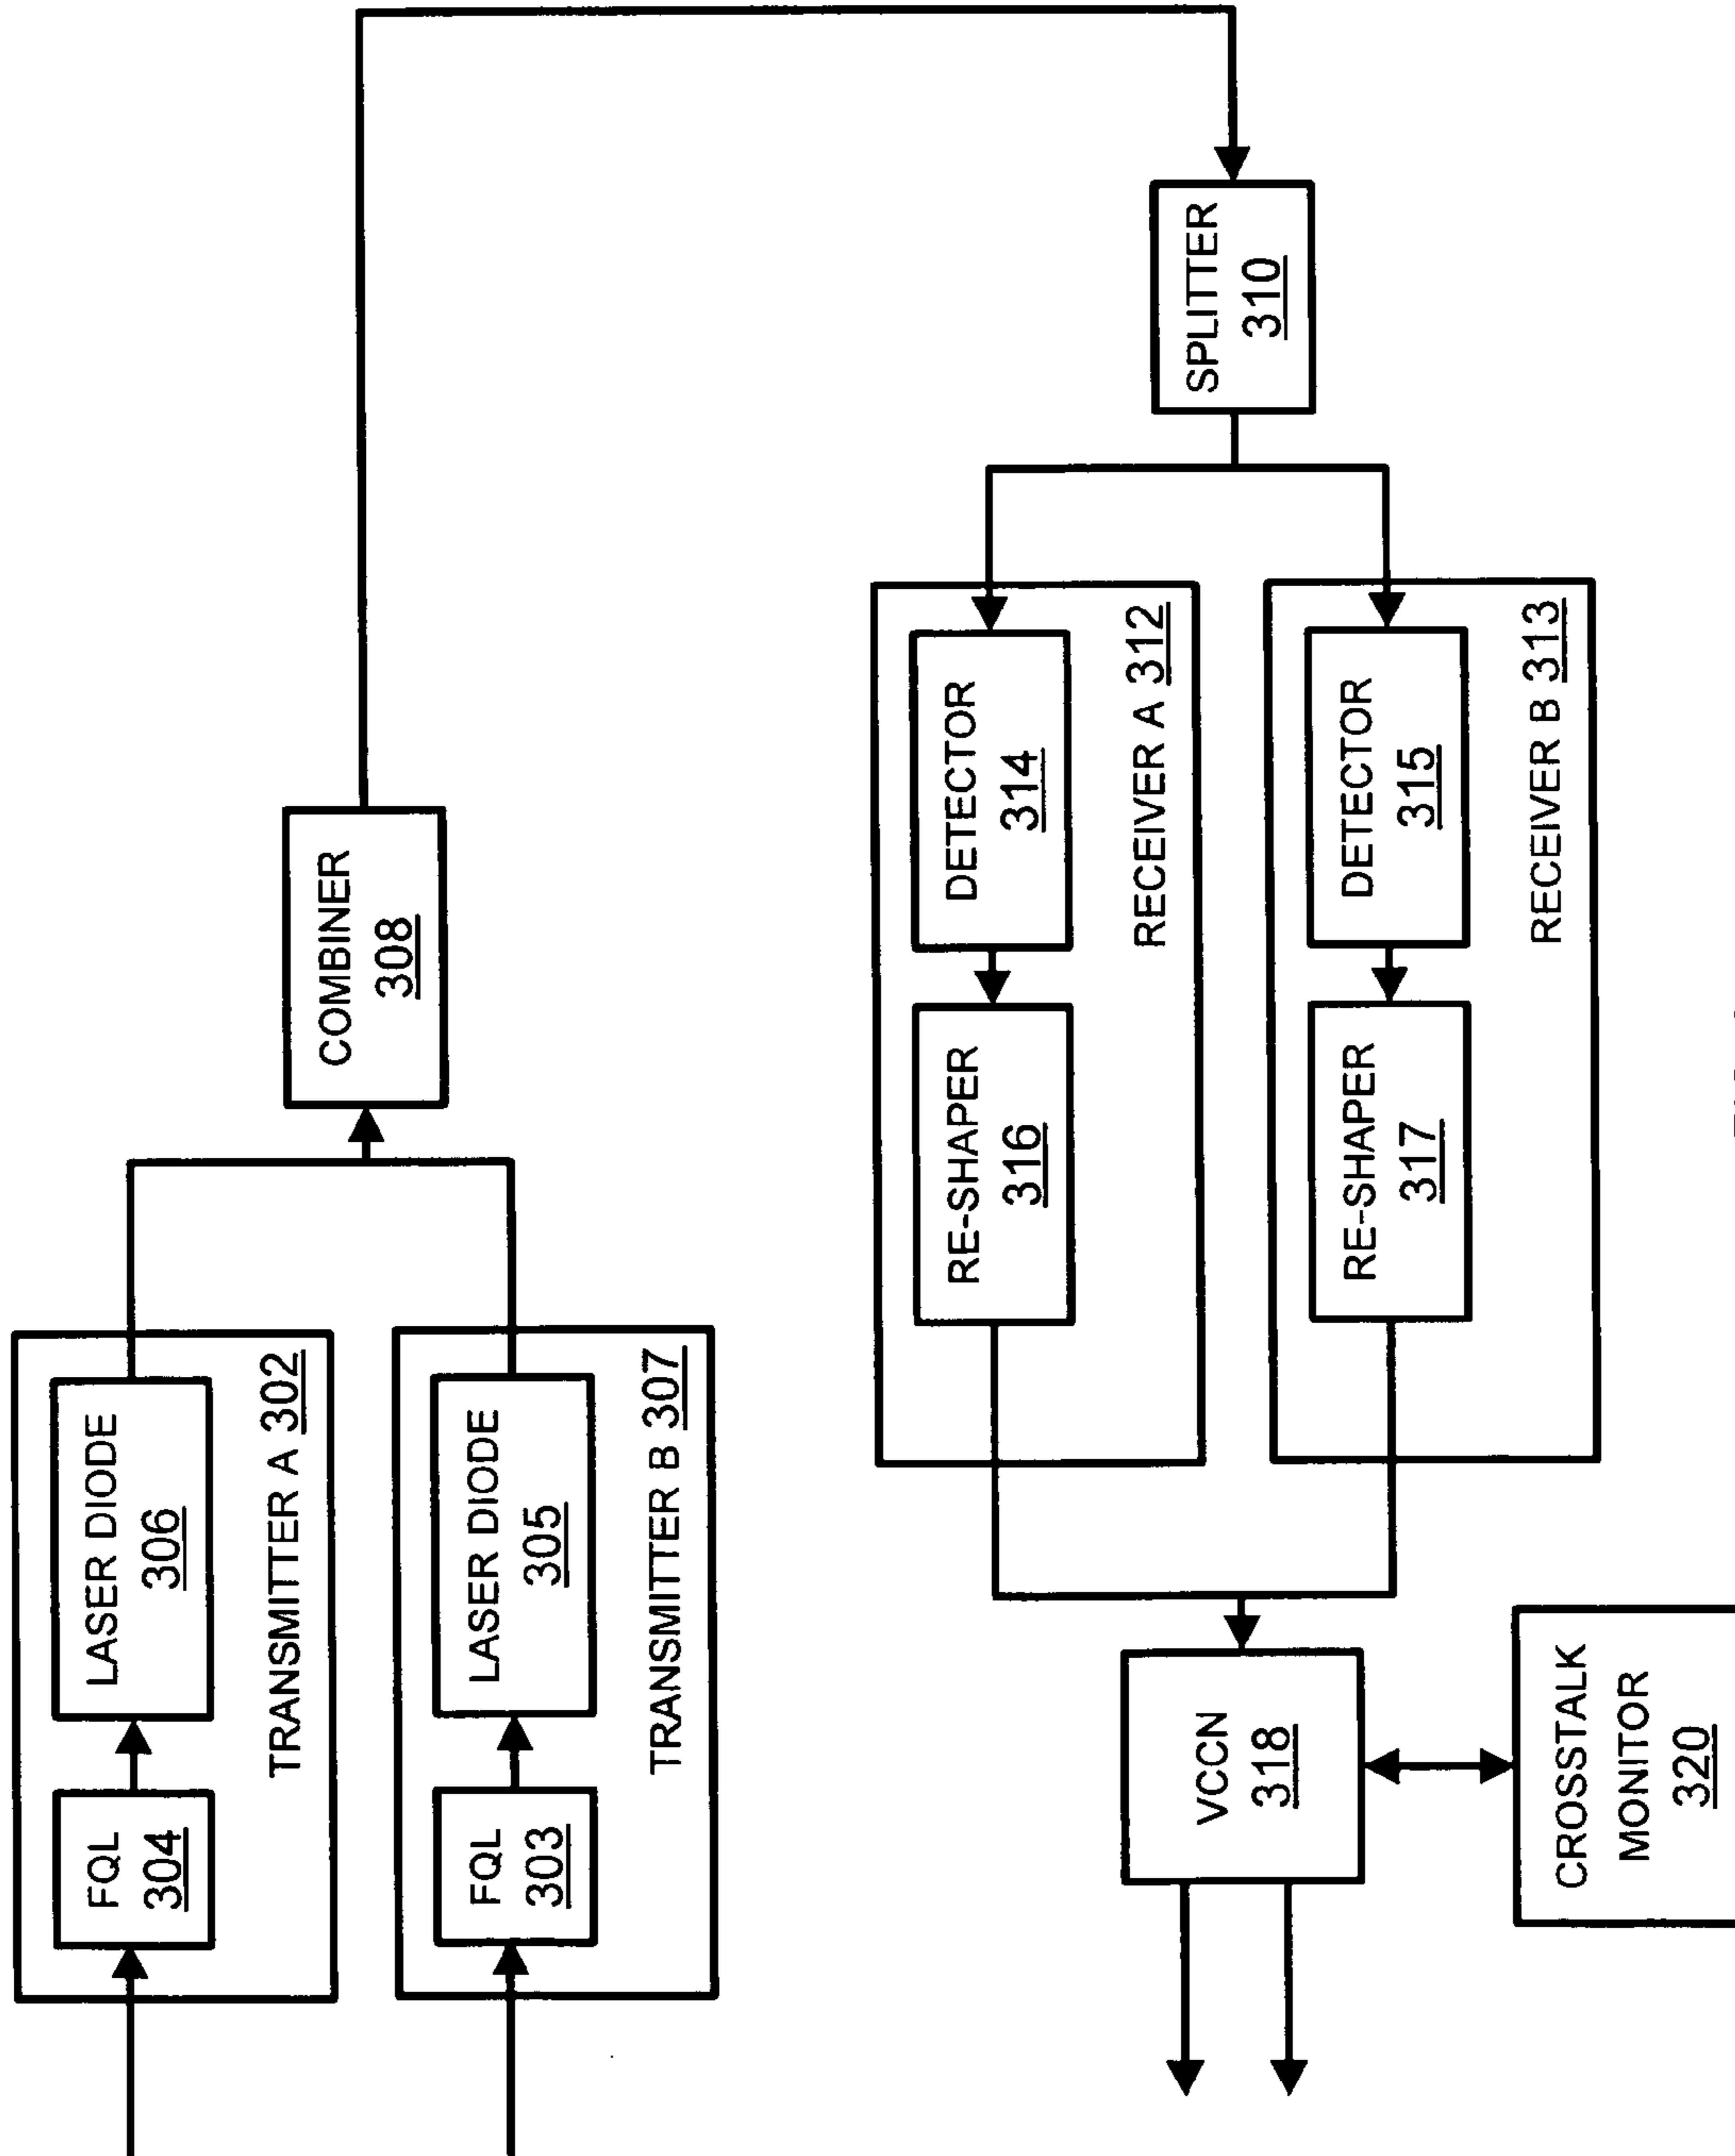 FQL
304
LASER DIODE
306
TRANSMITTER A 302
FQL
303
LASER DIODE
305
TRANSMITTER B 307
COMBINER
308
SPLITTER
310
RE-SHAPER
316
DETECTOR
314
RECEIVER A 312
RE-SHAPER
317
DETECTOR
315
RECEIVER B 313
VCCN
318
CROSSTALK
MONITOR
320